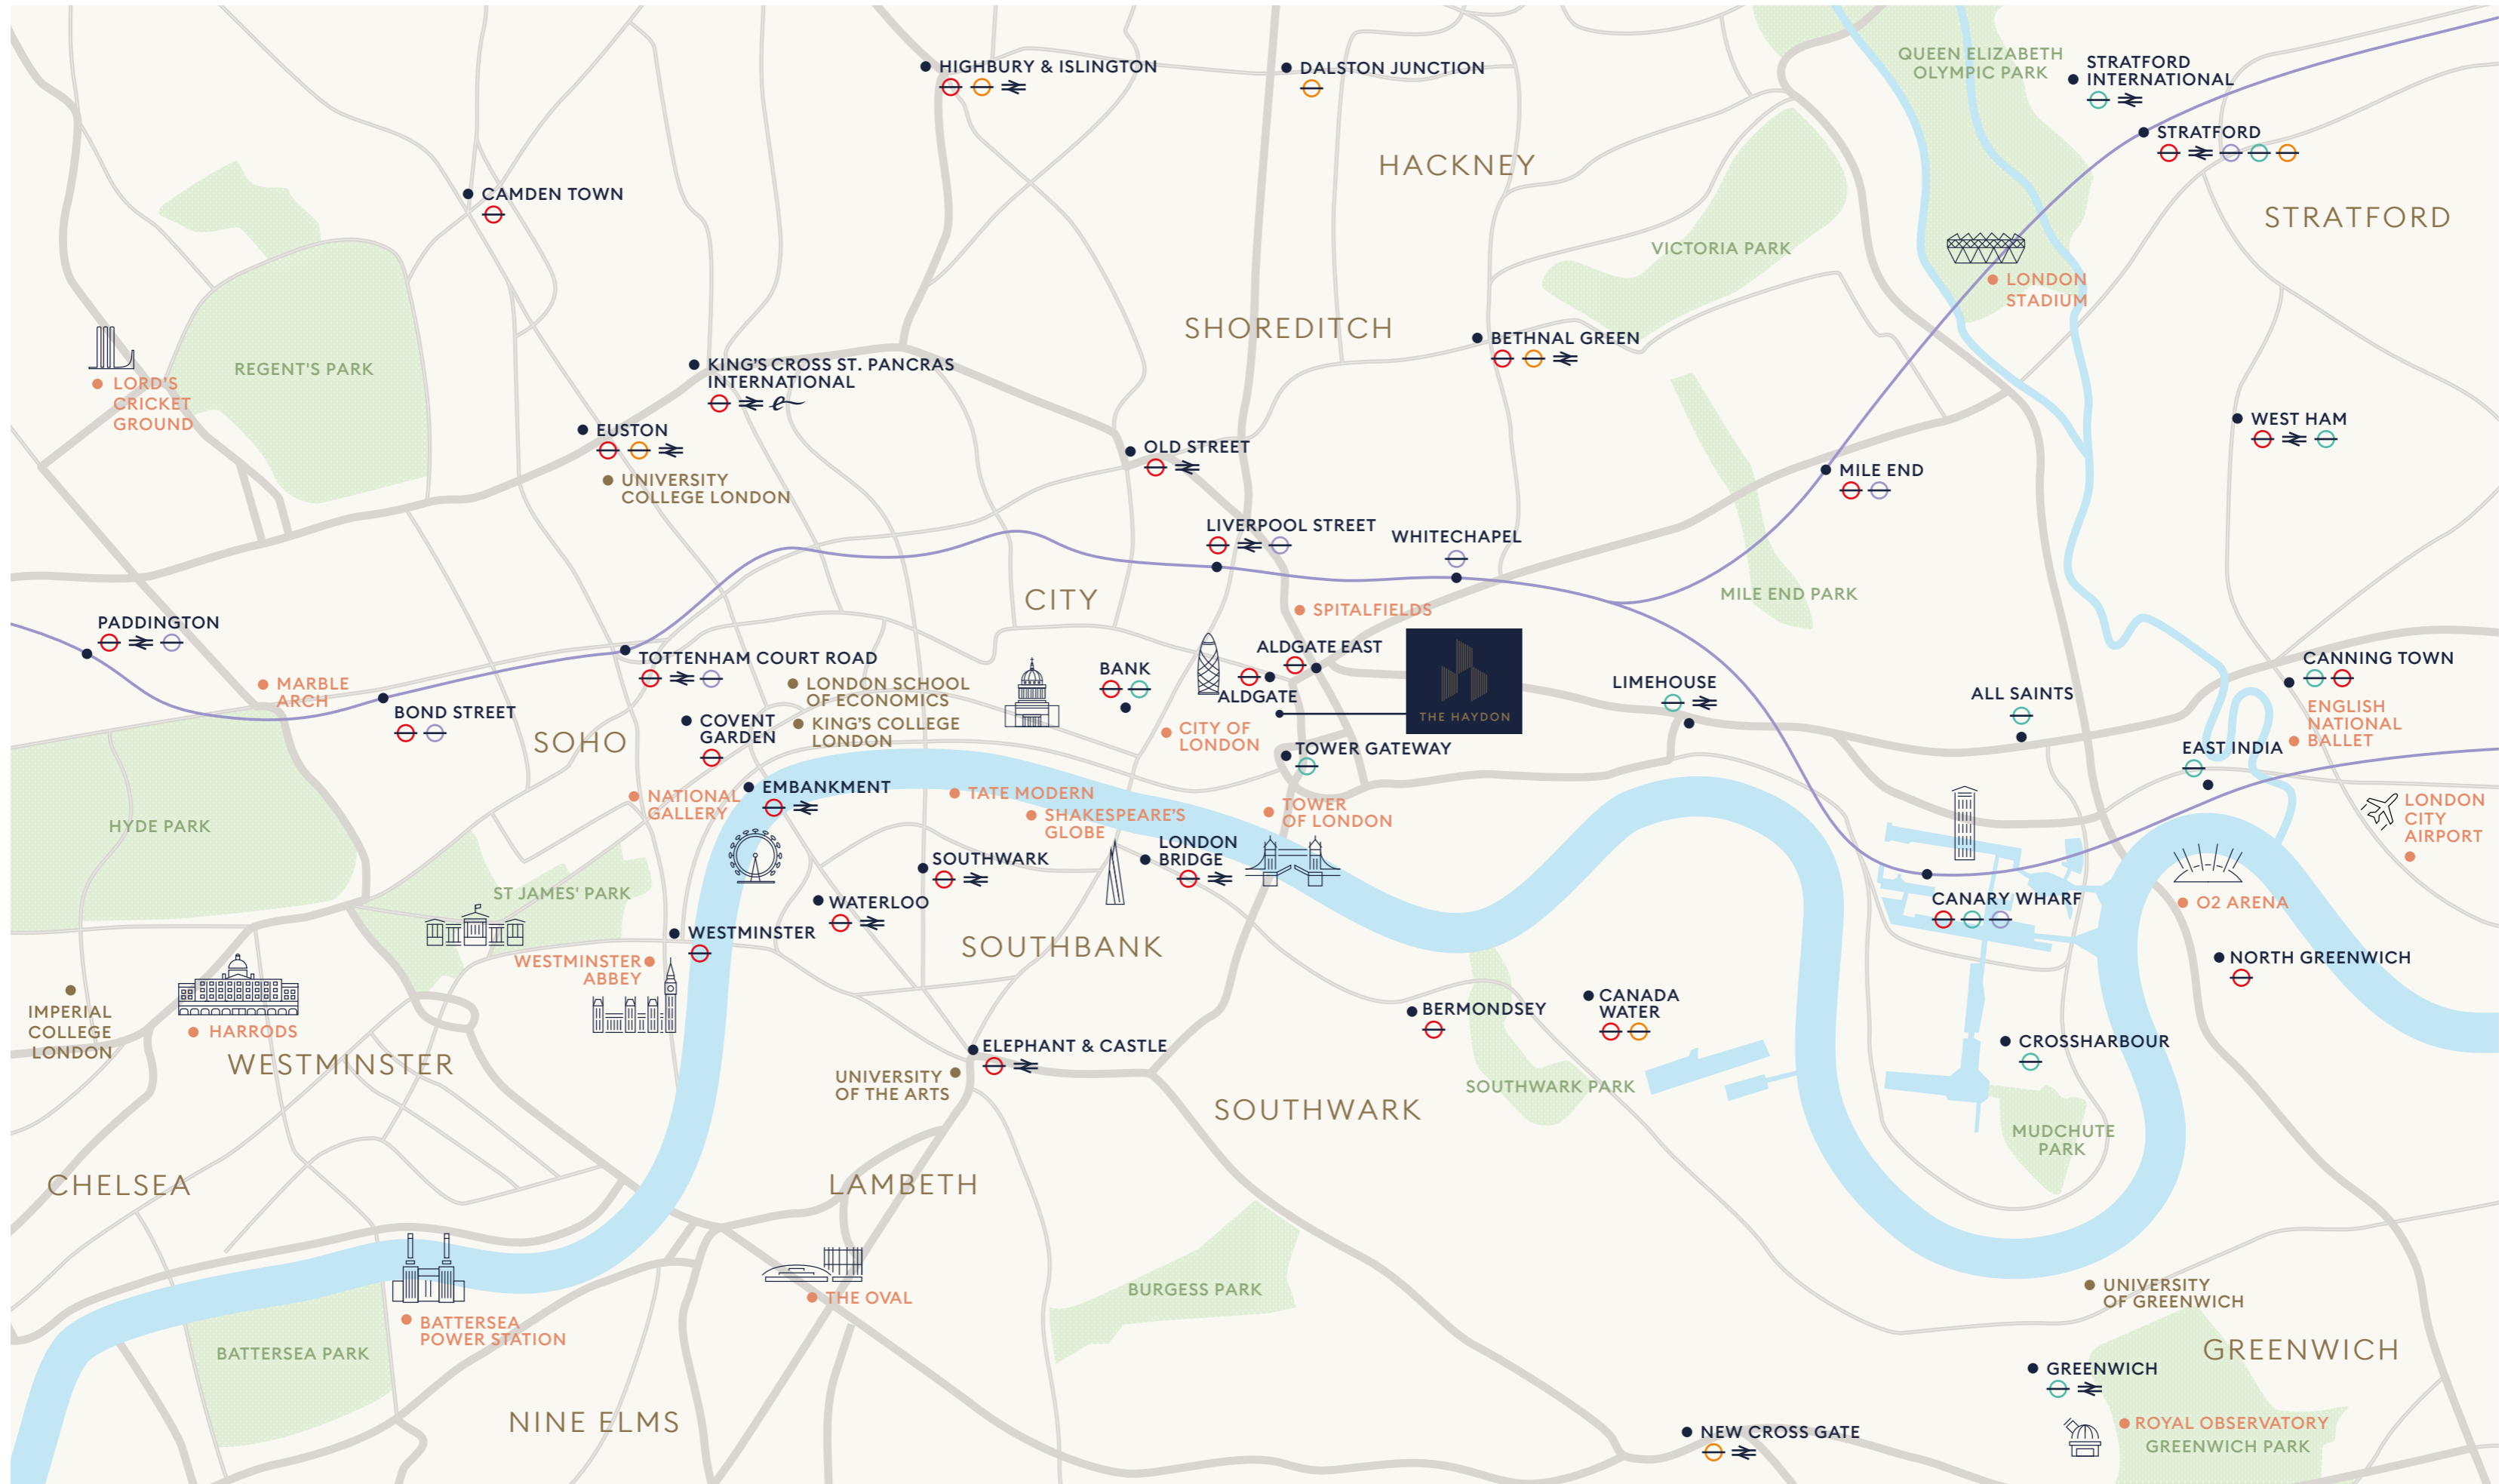 HIGHBURY & ISLINGTON
DALSTON JUNCTION
QUEEN ELIZABETH
OLYMPIC PARK
STRATFORD
INTERNATIONAL
STRATFORD
HACKNEY
CAMDEN TOWN
STRATFORD
VICTORIA PARK
LONDON
STADIUM
SHOREDITCH
BETHNAL GREEN
REGENT'S PARK
LORD'S
CRICKET
GROUND
KING'S CROSS ST. PANCRAS
INTERNATIONAL
e
EUSTON
UNIVERSITY
COLLEGE LONDON
OLD STREET
WEST HAM
MILE END
LIVERPOOL STREET
WHITECHAPEL
CITY
SPITALFIELDS
MILE END PARK
PADDINGTON
TOTTENHAM COURT ROAD
MARBLE
ARCH
BOND STREET
SOHO
COVENT
GARDEN
LONDON SCHOOL
OF ECONOMICS
KING'S COLLEGE
LONDON
BANK
ALDGATE EAST
ALDGATE
THE HAYDON
CITY OF
LONDON
TOWER GATEWAY
LIMEHOUSE
ALL SAINTS
CANNING TOWN
ENGLISH
NATIONAL
BALLET
EAST INDIA
LONDON
CITY
AIRPORT
HYDE PARK
NATIONAL
GALLERY
EMBANKMENT
TATE MODERN
SHAKESPEARE'S
GLOBE
TOWER
OF LONDON
LONDON
BRIDGE
SOUTHWARK
ST JAMES' PARK
WATERLOO
WESTMINSTER
WESTMINSTER
ABBEY
SOUTHBANK
CANARY WHARF
O2 ARENA
NORTH GREENWICH
IMPERIAL
COLLEGE
LONDON
HARRODS
WESTMINSTER
BERMONDSEY
CANADA
WATER
CROSSHARBOUR
ELEPHANT & CASTLE
UNIVERSITY
OF THE ARTS
SOUTHWARK PARK
SOUTHWARK
MUDCHUTE
PARK
CHELSEA
LAMBETH
BURGESS PARK
THE OVAL
BATTERSEA
POWER STATION
BATTERSEA PARK
NINE ELMS
UNIVERSITY
OF GREENWICH
GREENWICH
GREENWICH
ROYAL OBSERVATORY
GREENWICH PARK
NEW CROSS GATE